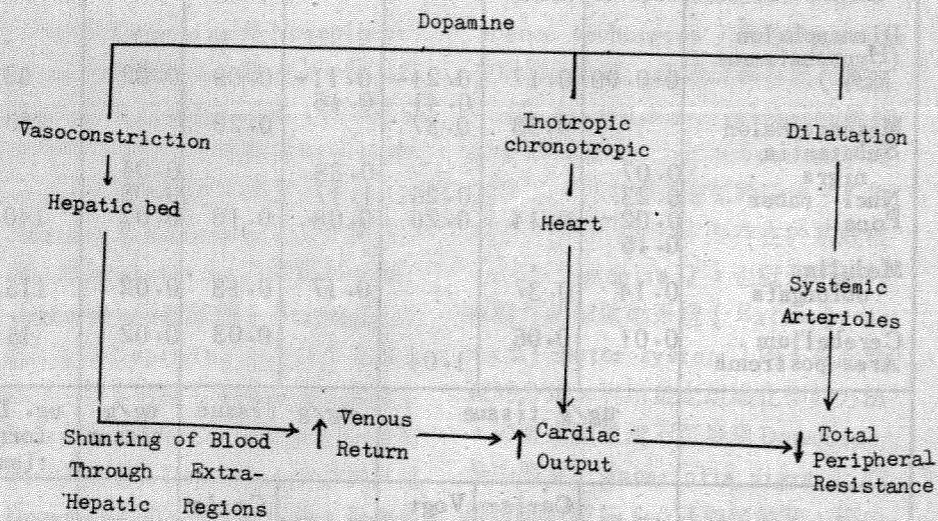 Dopamine
Vasoconstriction
Inotropic
chronotropic
Dilatation
Hepatic bed
Heart
Systemic
Arterioles
Shunting of Blood
Through Extra-
Hepatic Regions
↑ Venous
Return
↑ Cardiac
Output
↓ Total
Peripheral
Resistance